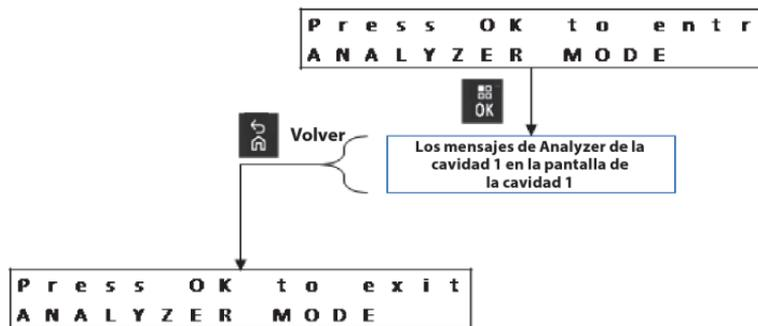 Press OK to entr
ANALYZER MODE
OK
Volver
Los mensajes de Analyzer de la
cavidad 1 en la pantalla de
la cavidad 1
Press OK to exit
ANALYZER MODE